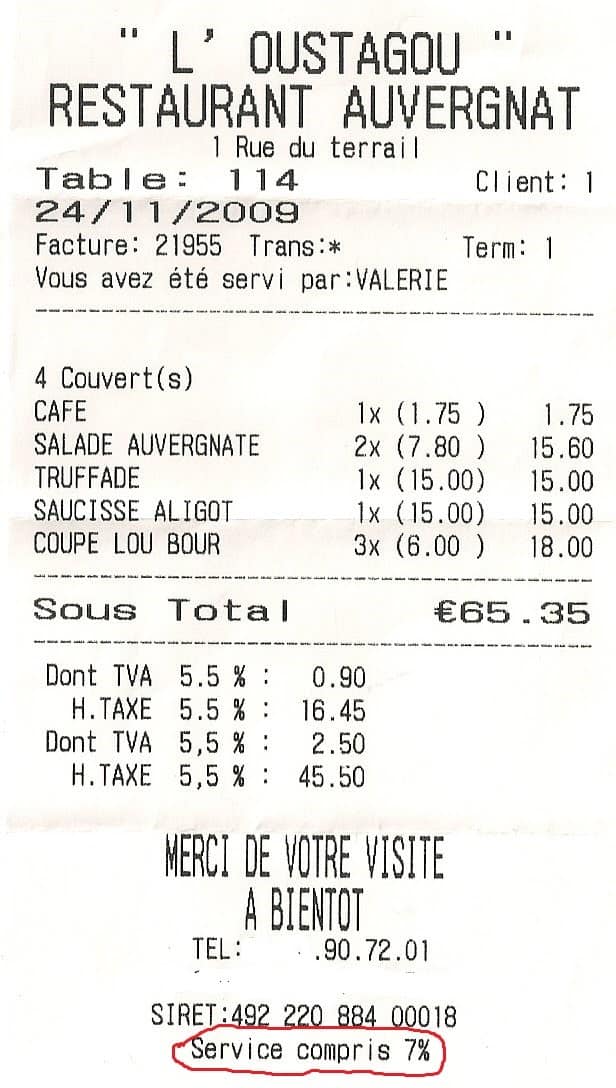 " L' OUSTAGOU "
RESTAURANT AUVERGNAT
1 Rue du terrail
Table: 114 Client: 1
24/11/2009
Facture: 21955 Trans:* Term: 1
Vous avez été servi par:VALERIE
4 Couvert(s)
CAFE 1x (1.75 ) 1.75
SALADE AUVERGNATE 2x (7.80 ) 15.60
TRUFFADE 1x (15.00) 15.00
SAUCISSE ALIGOT 1x (15.00) 15.00
COUPE LOU BOUR 3x (6.00 ) 18.00
Sous Total €65.35
Dont TVA 5.5 % : 0.90
H.TAXE 5.5 % : 16.45
Dont TVA 5,5 % : 2.50
H.TAXE 5,5 % : 45.50
MERCI DE VOTRE VISITE
A BIENTOT
TEL: .90.72.01
SIRET:492 220 884 00018
Service compris 7%